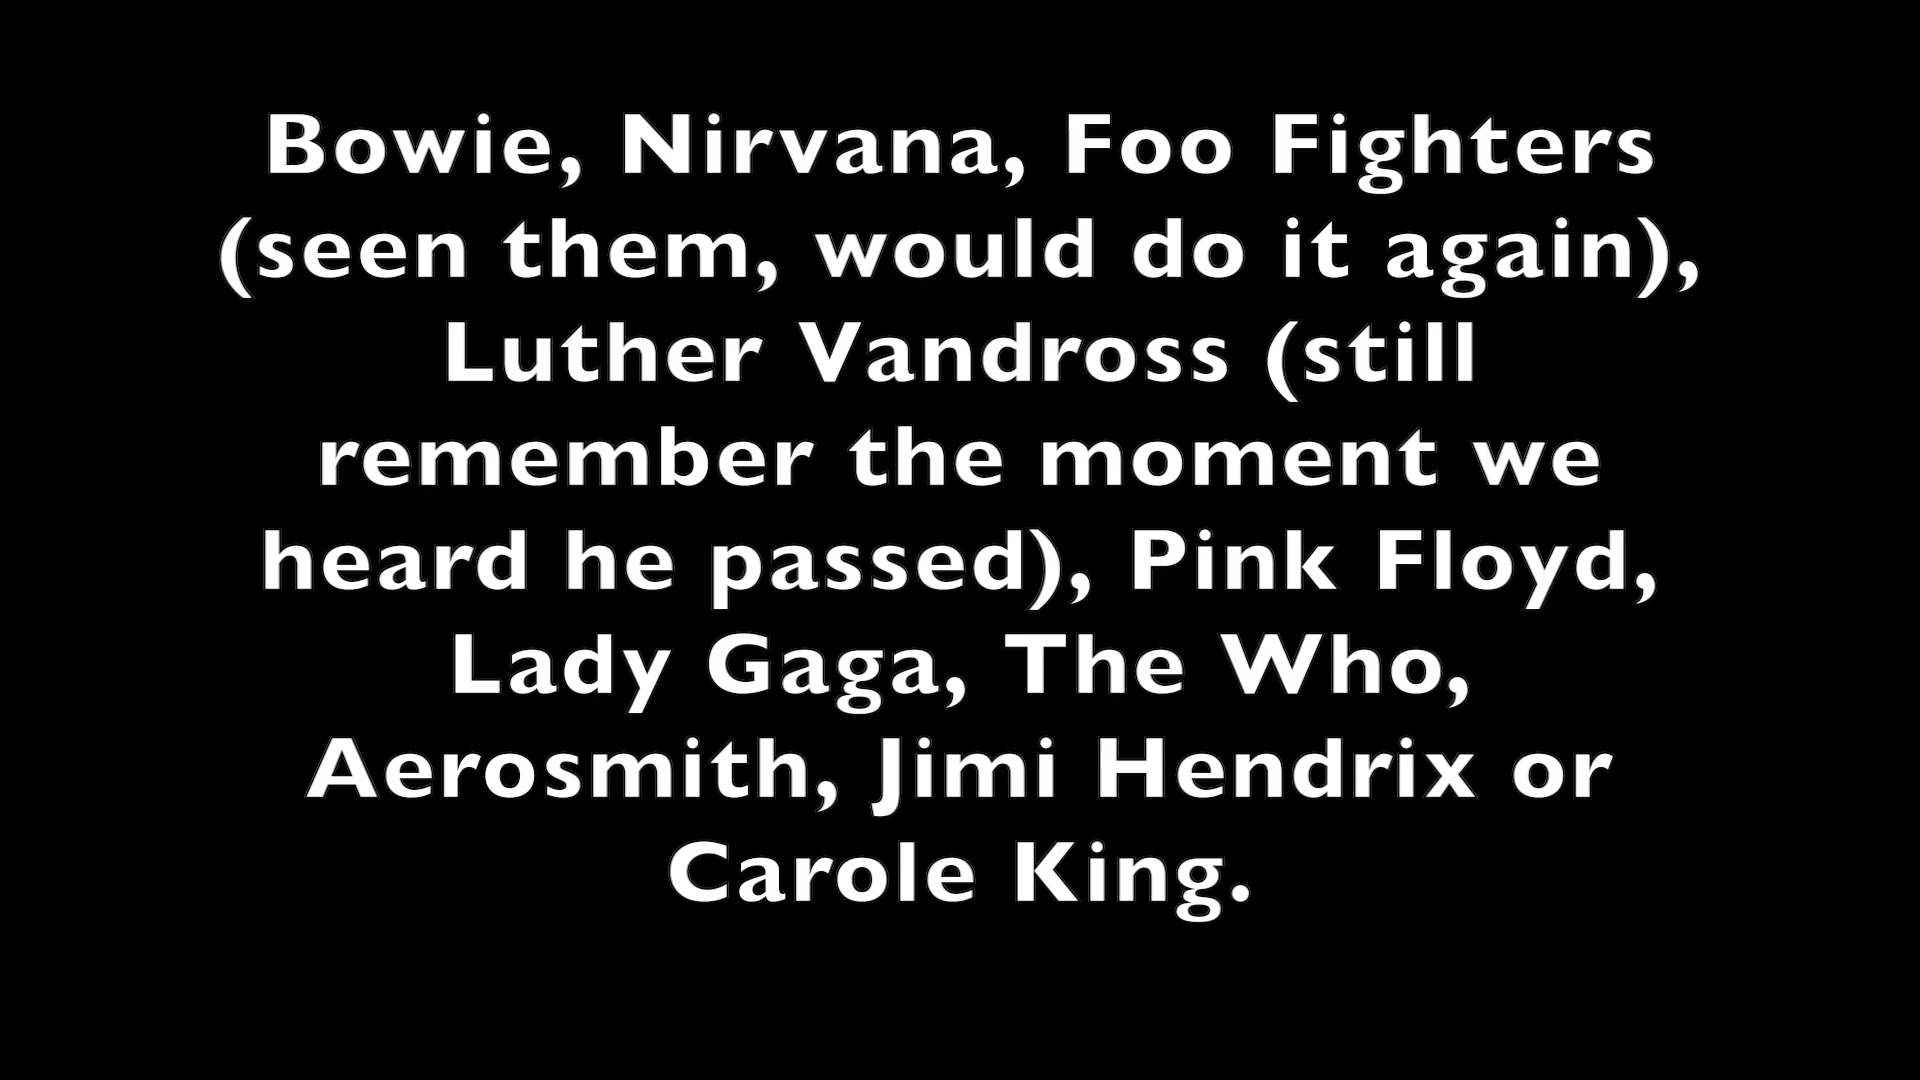 Bowie, Nirvana, Foo Fighters
(seen them, would do it again),
Luther Vandross (still
remember the moment we
heard he passed), Pink Floyd,
Lady Gaga, The Who,
Aerosmith, Jimi Hendrix or
Carole King.